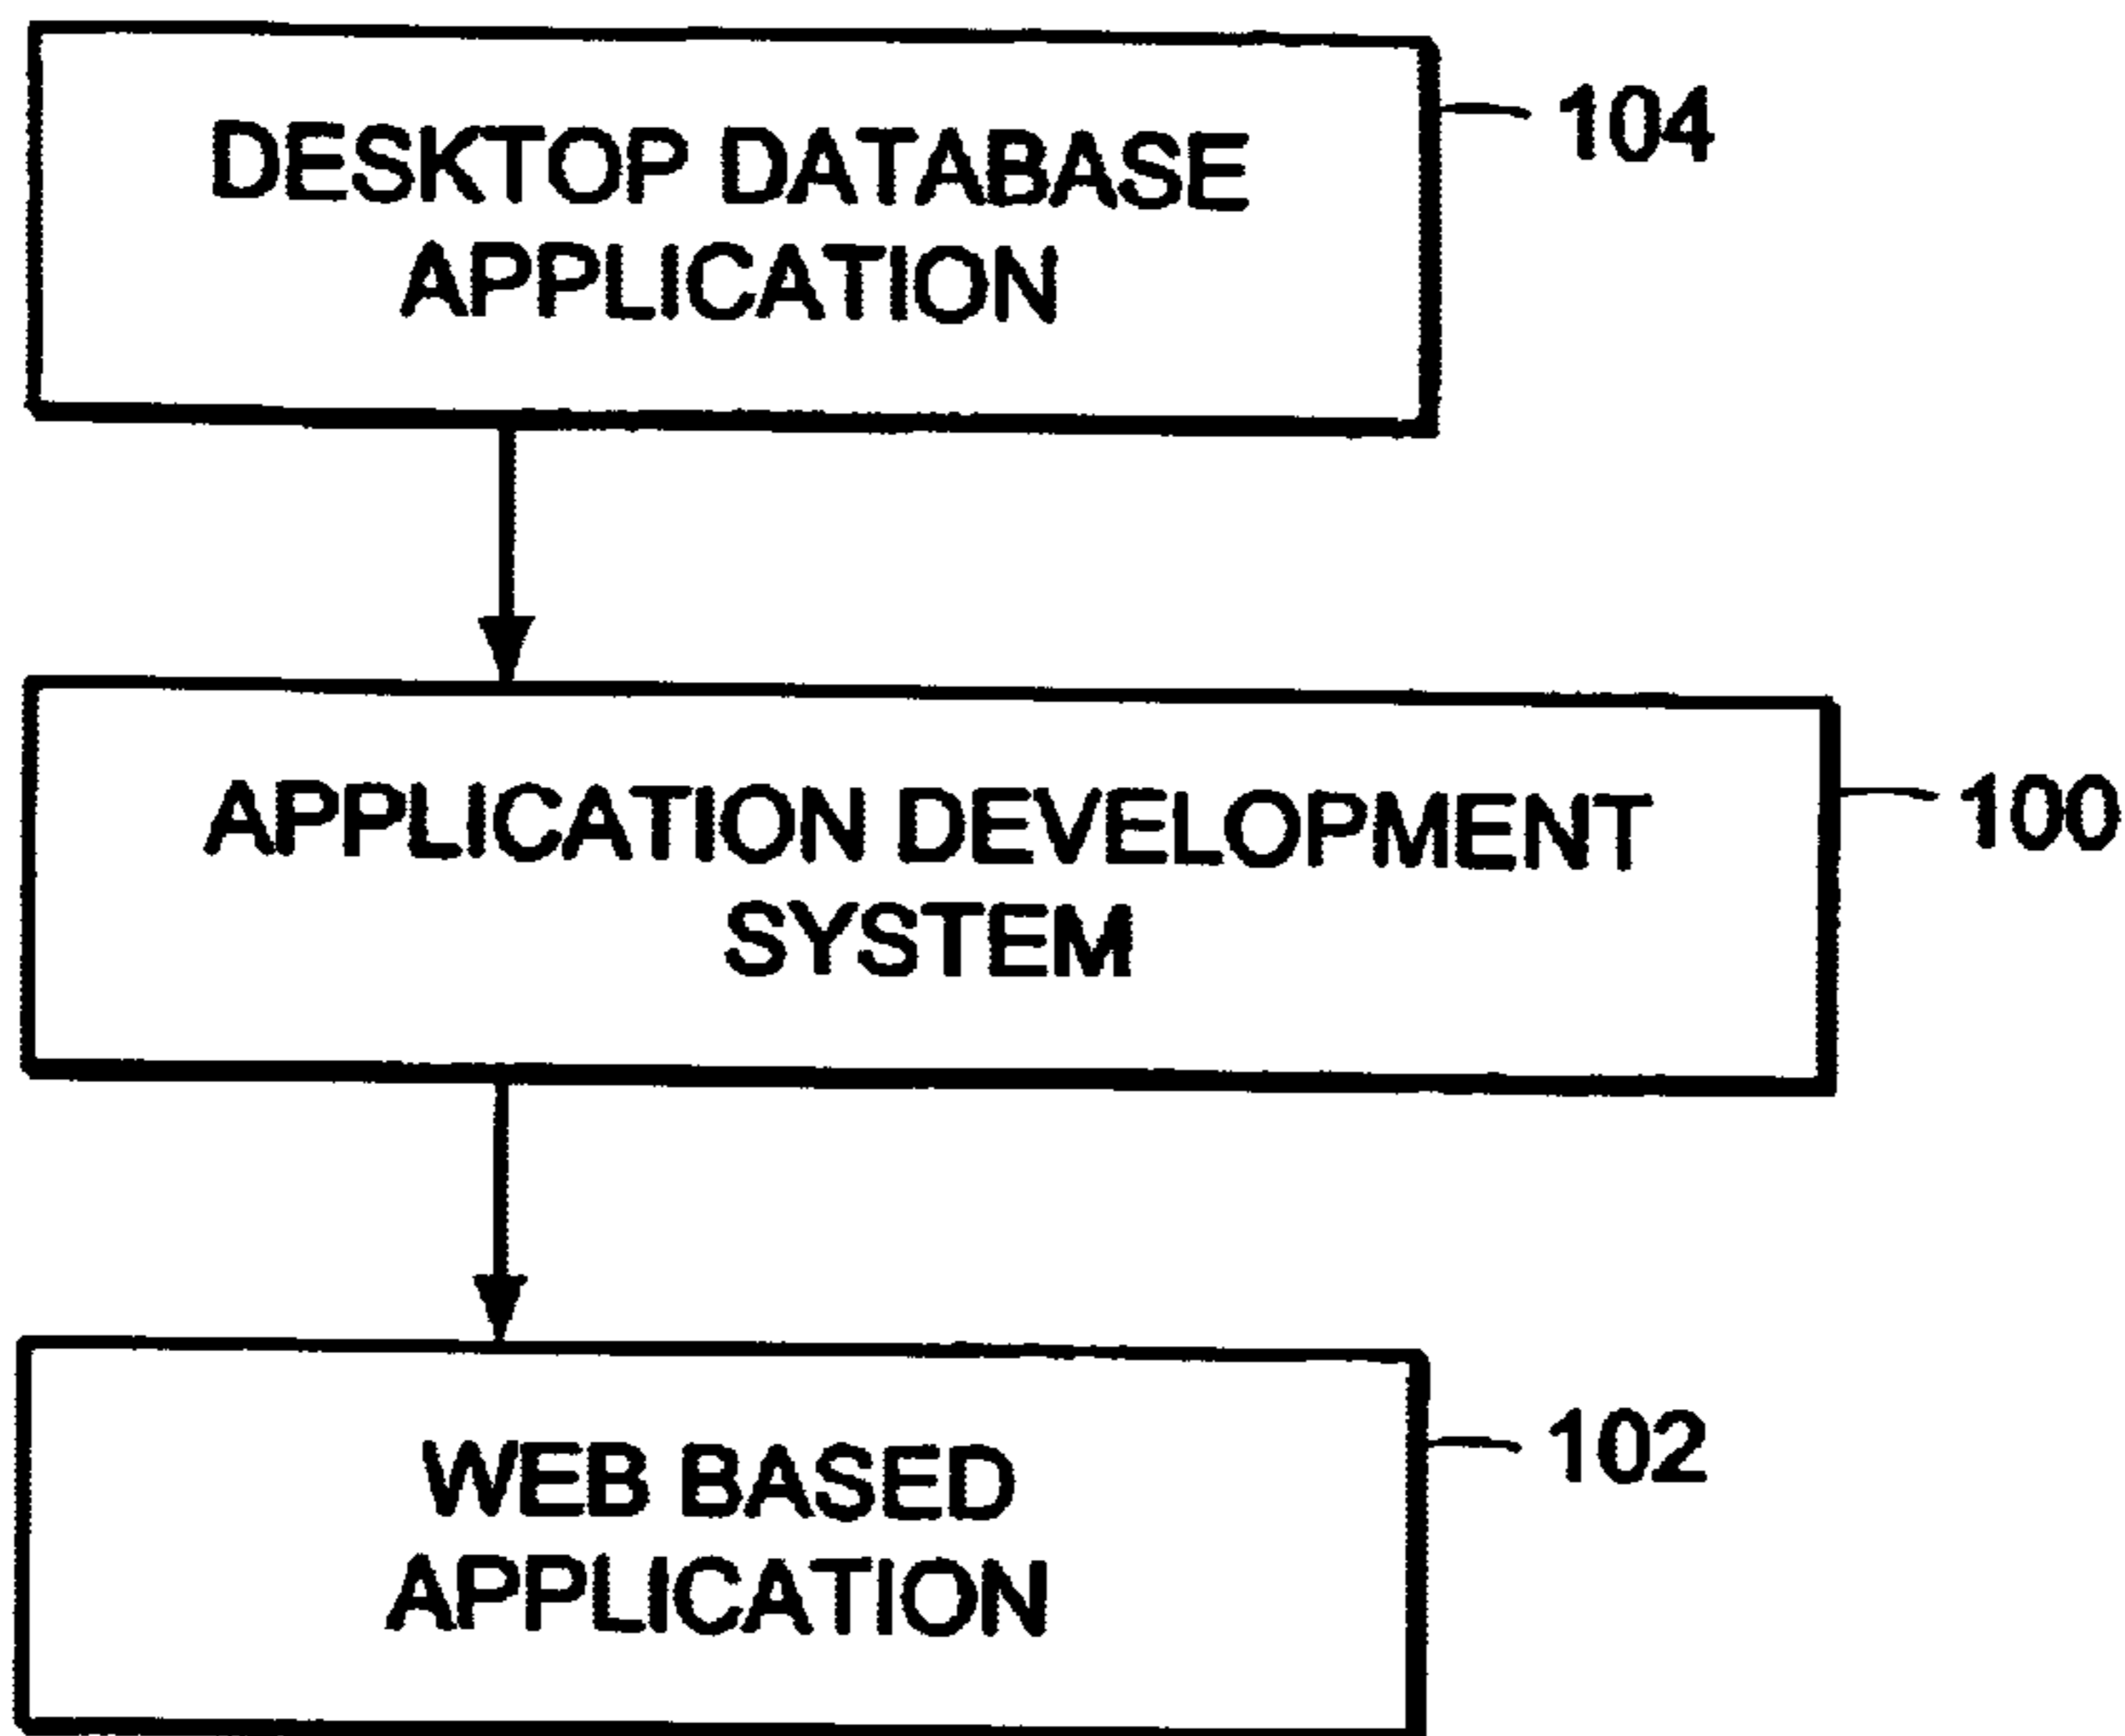 DESKTOP DATABASE
APPLICATION
104
APPLICATION DEVELOPMENT
SYSTEM
100
WEB BASED
APPLICATION
102